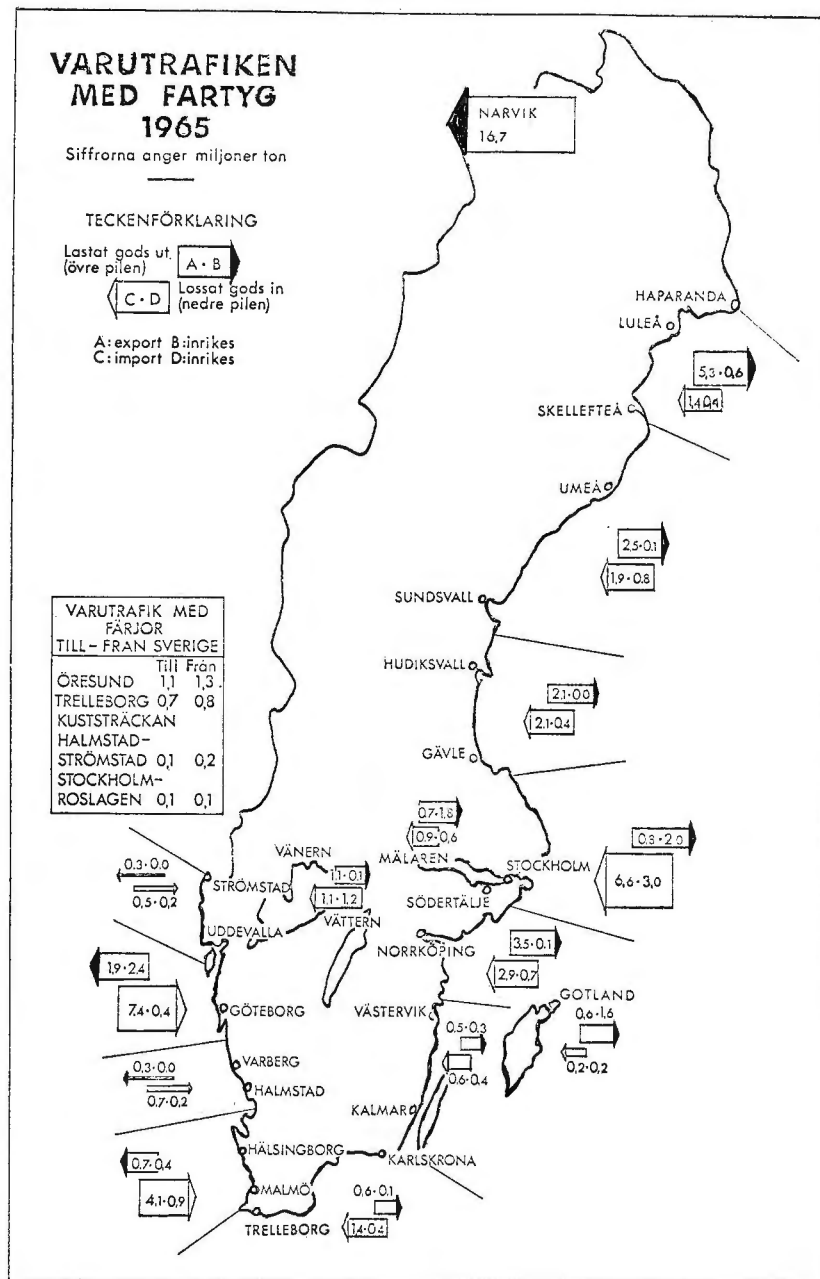 VARUTRAFIKEN
MED FARTYG
1965
Siffrorna anger miljoner ton
TECKENFÖRKLARING
Lastat gods ut.
(övre pilen)
A·B
C·D
Lossat gods in
(nedre pilen)
A:export B:inrikes
C:import D:inrikes
NARVIK
16,7
HAPARANDA
LULEÅ
5,3·0,6
SKELLEFTEÅ
UMEÅ
2,5·0,1
1,9·0,8
SUNDSVALL
VARUTRAFIK MED
FÄRJOR
TILL–FRAN SVERIGE
Till Från
ÖRESUND 1,1 1,3
TRELLEBORG 0,7 0,8
KUSTSTRÄCKAN
HALMSTAD–
STRÖMSTAD 0,1 0,2
STOCKHOLM–
ROSLAGEN 0,1 0,1
HUDIKSVALL
2,1·0,0
2,1·0,4
GÄVLE
0,7·1,8
0,9·0,6
MÄLAREN
STOCKHOLM
6,6·3,0
SÖDERTÄLJE
VÄNERN
1,1·0,1
1,1·1,2
VÄTTERN
0,3·0,0
STRÖMSTAD
0,5·0,2
UDDEVALLA
NORRKÖPING
3,5·0,1
2,9·0,7
1,9·2,4
7,4·0,4
GÖTEBORG
VÄSTERVIK
GOTLAND
0,6·1,6
0,2·0,2
0,5·0,3
0,6·0,4
VARBERG
0,3·0,0
HALMSTAD
0,7·0,2
KALMAR
HÄLSINGBORG
KARLSKRONA
0,7·0,4
4,1·0,9
MALMÖ
TRELLEBORG
0,6·0,1
1,4·0,4